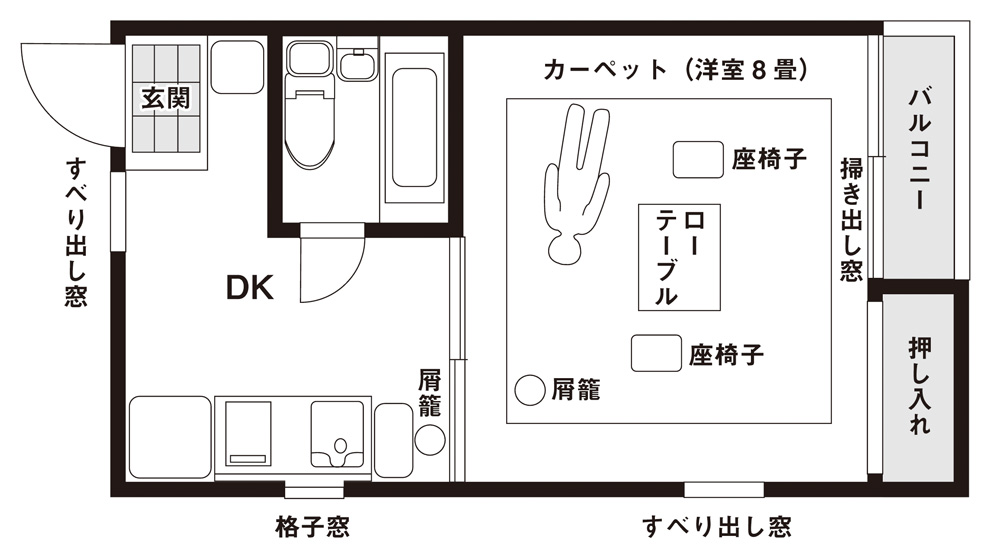 カーペット（洋室８畳）
玄関
バルコニー
座椅子
すべり出し窓
掃き出し窓
ロー
テーブル
DK
座椅子
押し入れ
屑籠
屑籠
格子窓
すべり出し窓